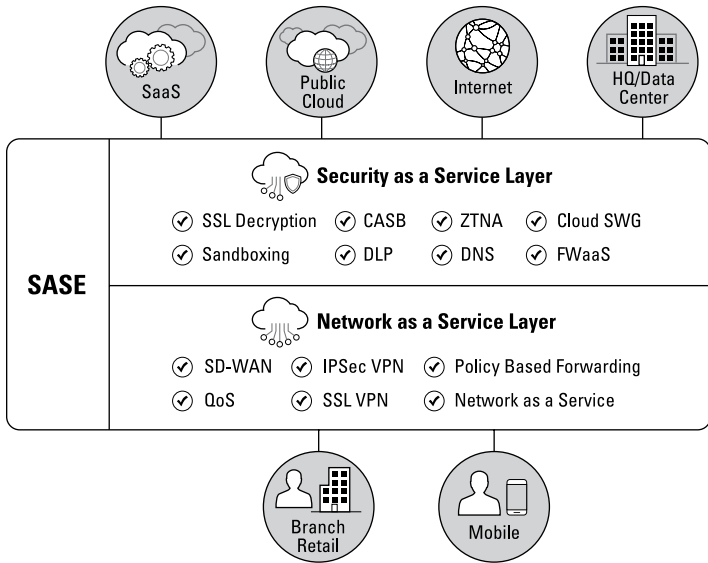 SaaS
Public
Cloud
Internet
HQ/Data
Center
SASE
Security as a Service Layer
SSL Decryption CASB ZTNA Cloud SWG
Sandboxing DLP DNS FWaaS
Network as a Service Layer
SD-WAN IPSec VPN Policy Based Forwarding
QoS SSL VPN Network as a Service
Branch
Retail
Mobile